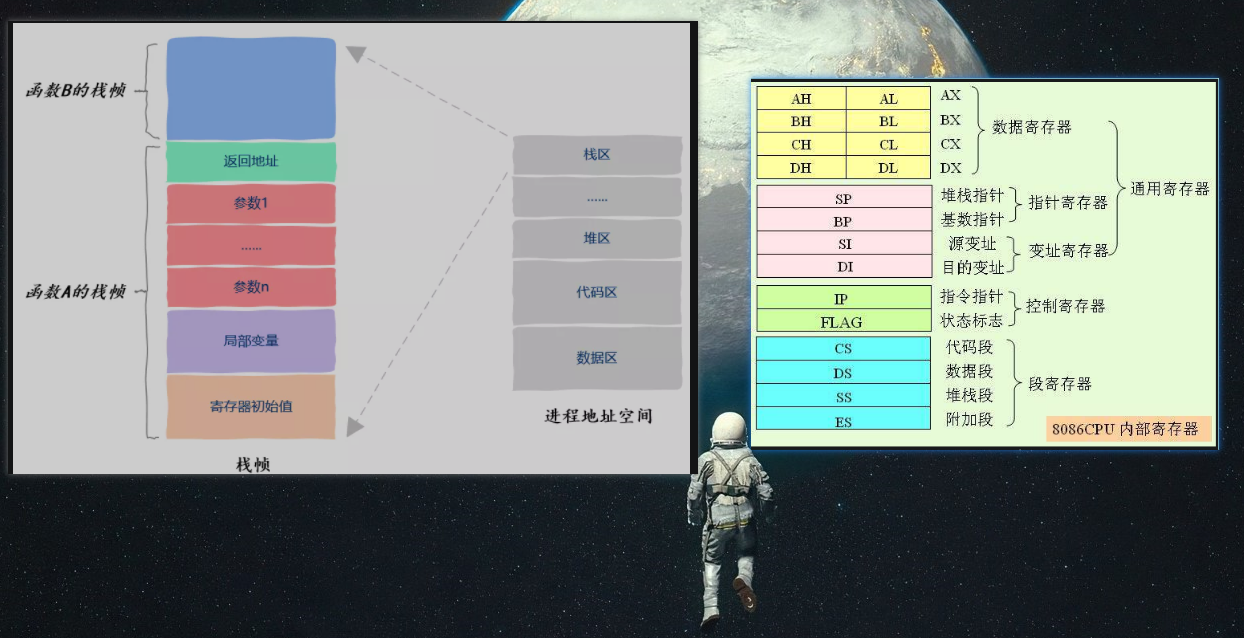 函数B的栈帧
返回地址
参数1
......
参数n
函数A的栈帧
局部变量
寄存器初始值
栈帧
栈区
......
堆区
代码区
数据区
进程地址空间
AH AL AX
BH BL BX
CH CL CX
DH DL DX
数据寄存器
SP 堆栈指针
BP 基数指针
指针寄存器
SI 源变址
DI 目的变址
变址寄存器
通用寄存器
IP 指令指针
FLAG 状态标志
控制寄存器
CS 代码段
DS 数据段
SS 堆栈段
ES 附加段
段寄存器
8086CPU 内部寄存器